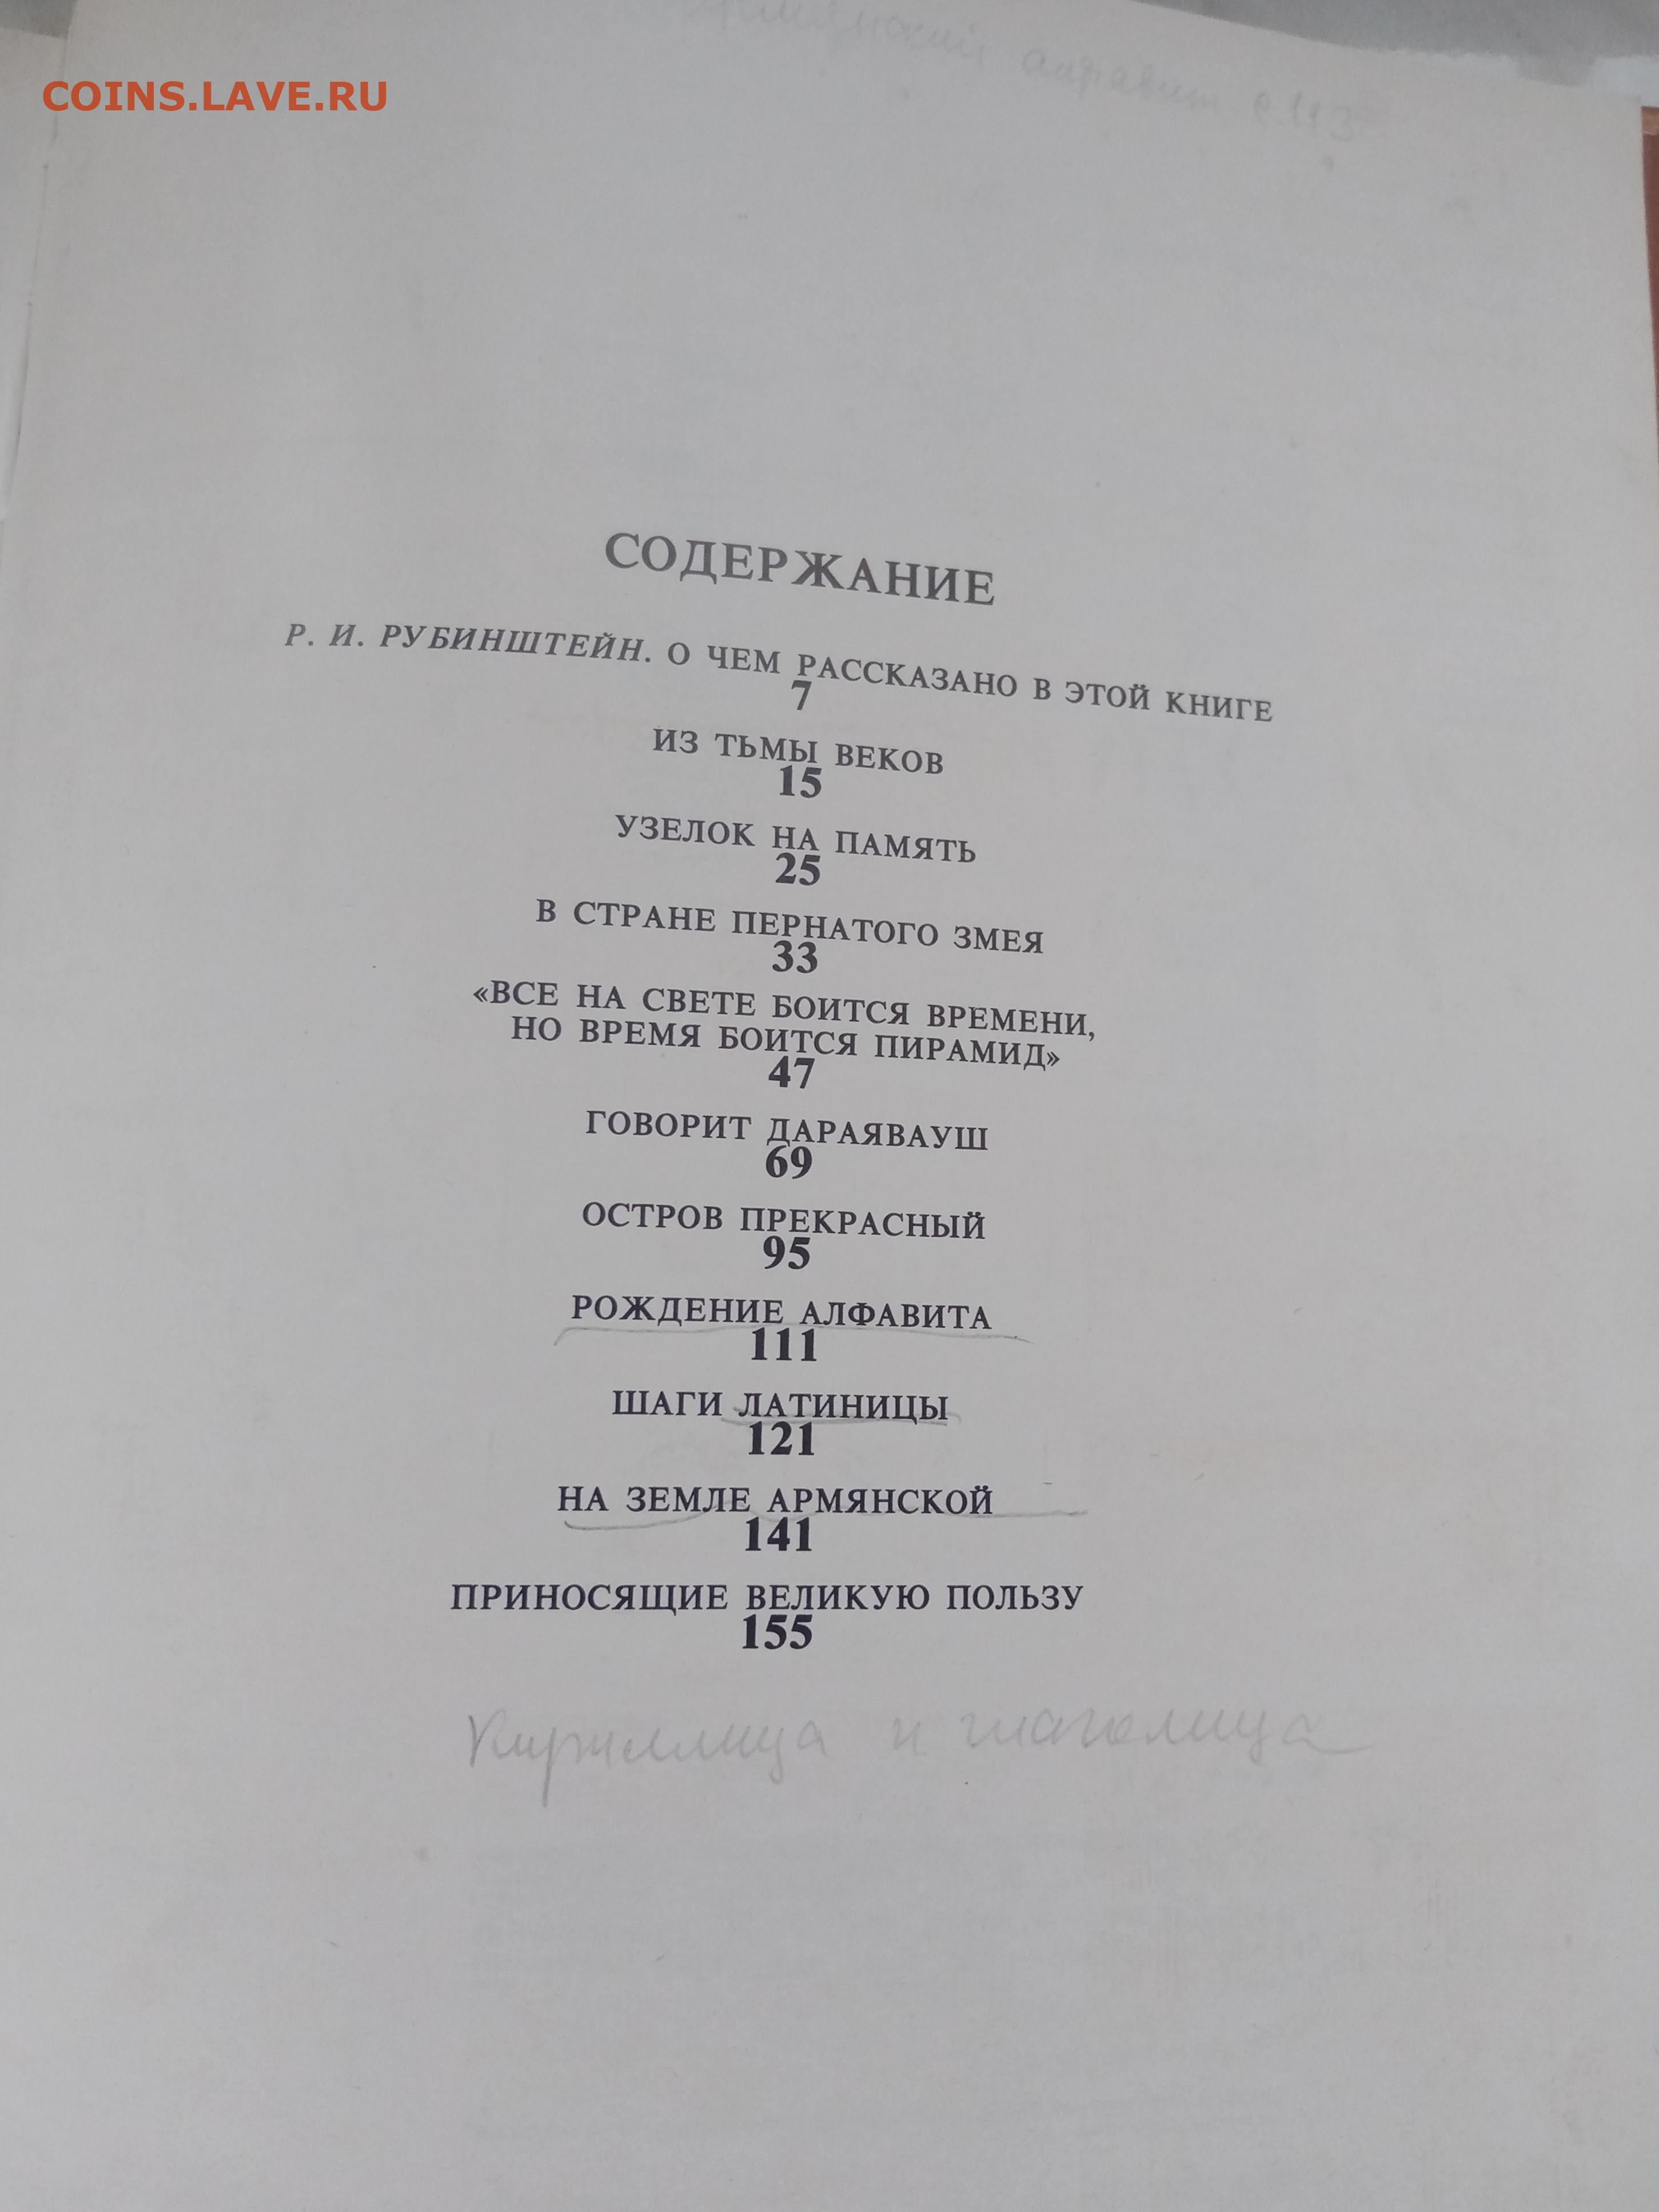 COINS.LAVE.RU
алфавит с. 113
СОДЕРЖАНИЕ
Р. И. РУБИНШТЕЙН. О ЧЕМ РАССКАЗАНО В ЭТОЙ КНИГЕ
7
ИЗ ТЬМЫ ВЕКОВ
15
УЗЕЛОК НА ПАМЯТЬ
25
В СТРАНЕ ПЕРНАТОГО ЗМЕЯ
33
«ВСЕ НА СВЕТЕ БОИТСЯ ВРЕМЕНИ,
НО ВРЕМЯ БОИТСЯ ПИРАМИД»
47
ГОВОРИТ ДАРАЯВАУШ
69
ОСТРОВ ПРЕКРАСНЫЙ
95
РОЖДЕНИЕ АЛФАВИТА
111
ШАГИ ЛАТИНИЦЫ
121
НА ЗЕМЛЕ АРМЯНСКОЙ
141
ПРИНОСЯЩИЕ ВЕЛИКУЮ ПОЛЬЗУ
155
Кириллица и глаголица